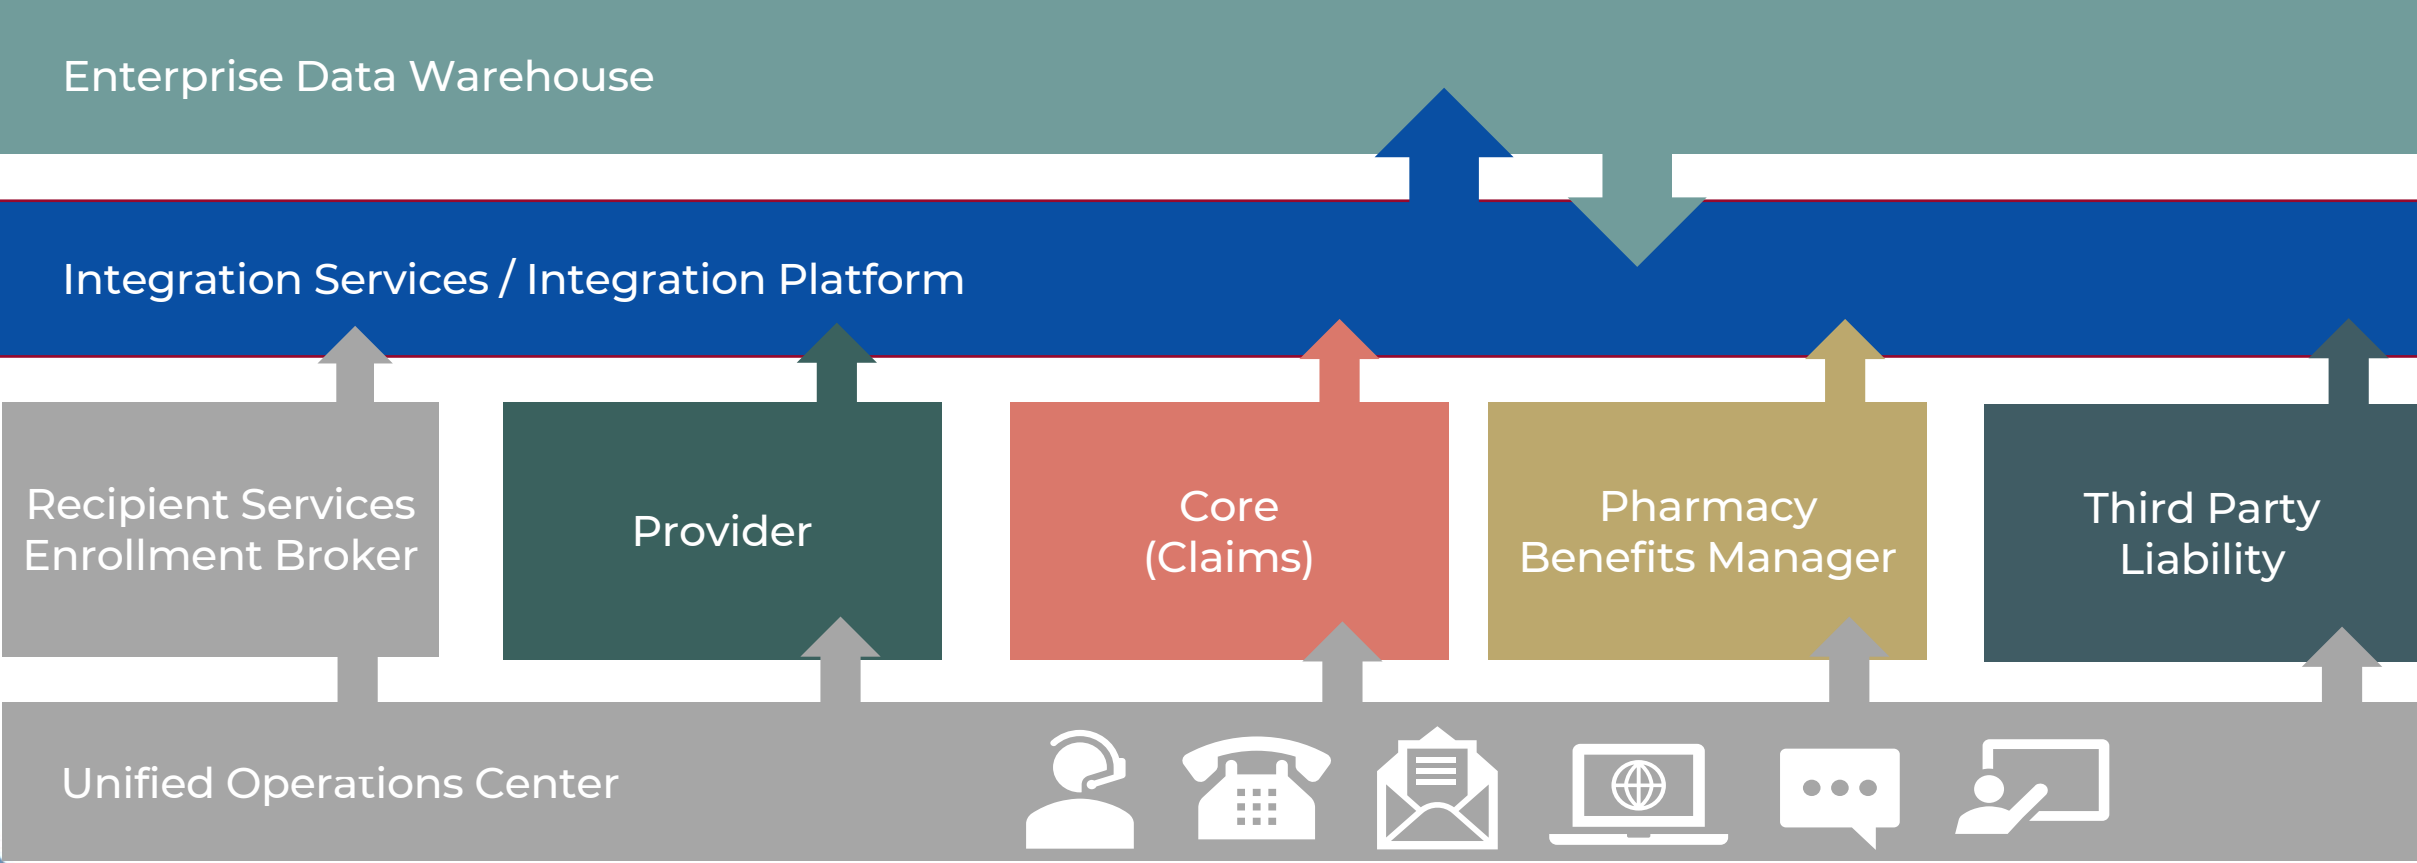 Enterprise Data Warehouse
Integration Services / Integration Platform
Recipient Services
Enrollment Broker
Provider
Core
(Claims)
Pharmacy
Benefits Manager
Third Party
Liability
Unified Operations Center